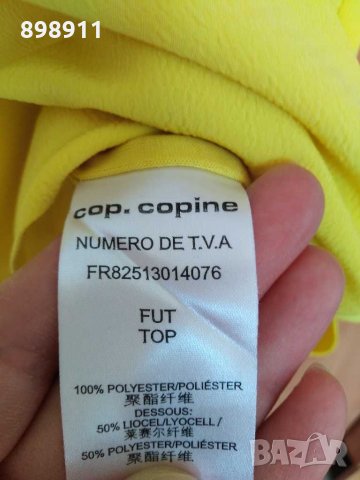 898911
cop. copine
NUMERO DE T.V.A
FR82513014076
FUT
TOP
100% POLYESTER/POLIÉSTER
聚酯纤维
DESSOUS:
50% LIOCEL/LYOCELL/
莱赛尔纤维
50% POLYESTER/POLIÉSTER
聚酯纤维
BAZAR